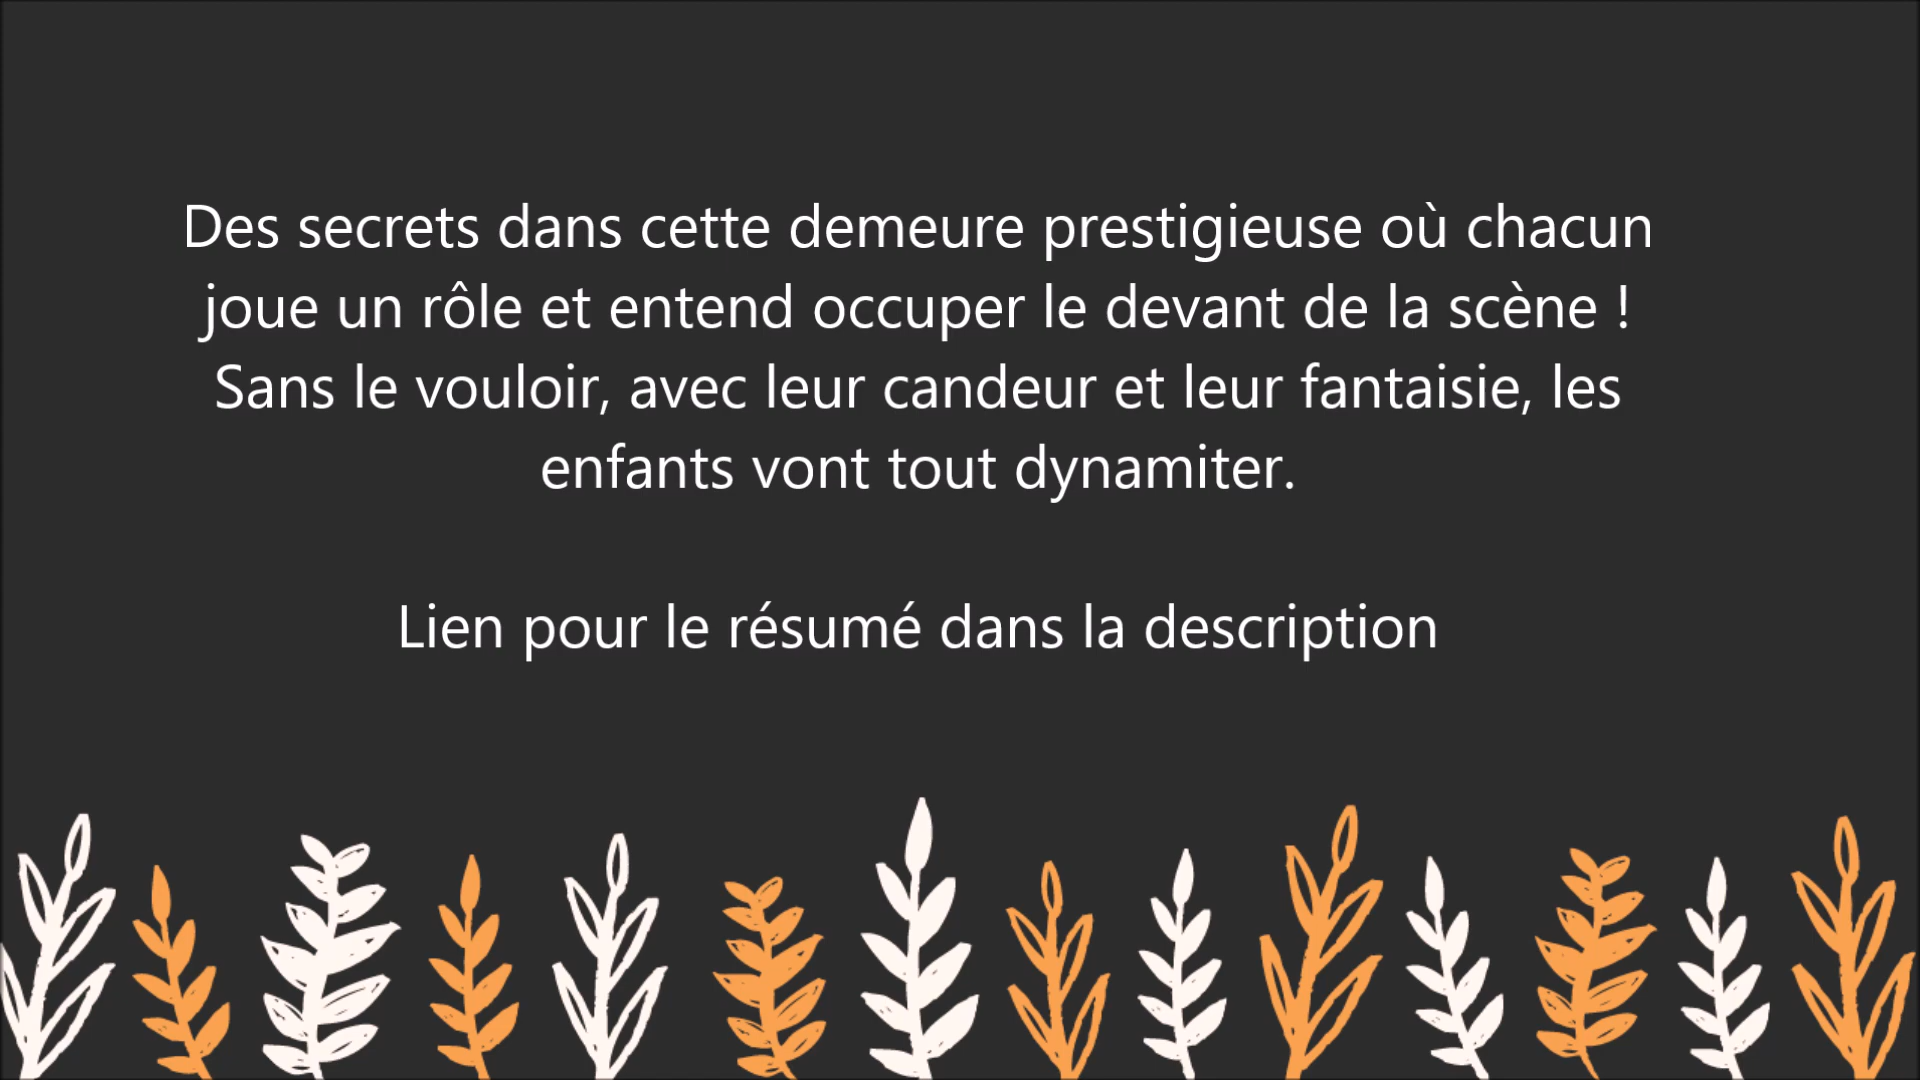 Des secrets dans cette demeure prestigieuse où chacun
joue un rôle et entend occuper le devant de la scène !
Sans le vouloir, avec leur candeur et leur fantaisie, les
enfants vont tout dynamiter.
Lien pour le résumé dans la description